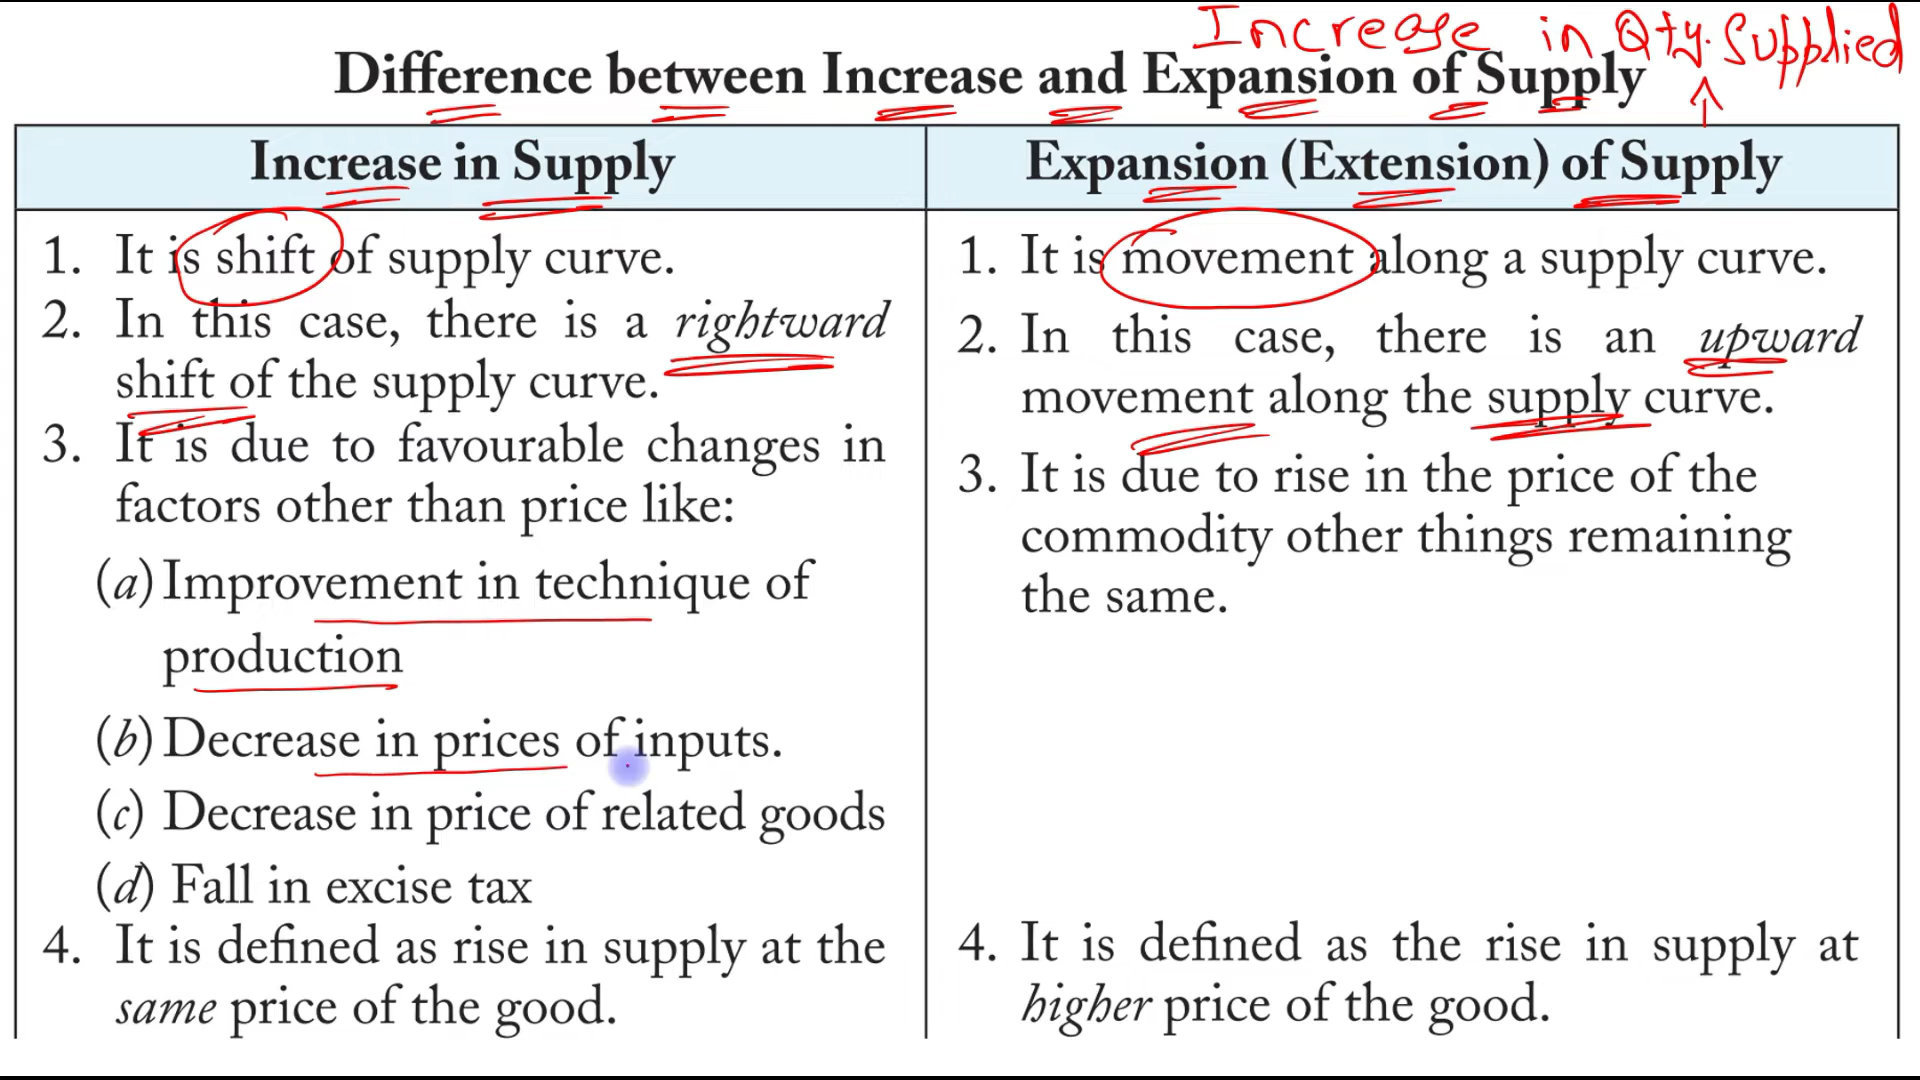 Increase in Qty. Supplied
Difference between Increase and Expansion of Supply
Increase in Supply
1. It is shift of supply curve.
2. In this case, there is a rightward
shift of the supply curve.
3. It is due to favourable changes in
factors other than price like:
(a) Improvement in technique of
production
(b) Decrease in prices of inputs.
(c) Decrease in price of related goods
(d) Fall in excise tax
4. It is defined as rise in supply at the
same price of the good.
Expansion (Extension) of Supply
1. It is movement along a supply curve.
2. In this case, there is an upward
movement along the supply curve.
3. It is due to rise in the price of the
commodity other things remaining
the same.
4. It is defined as the rise in supply at
higher price of the good.